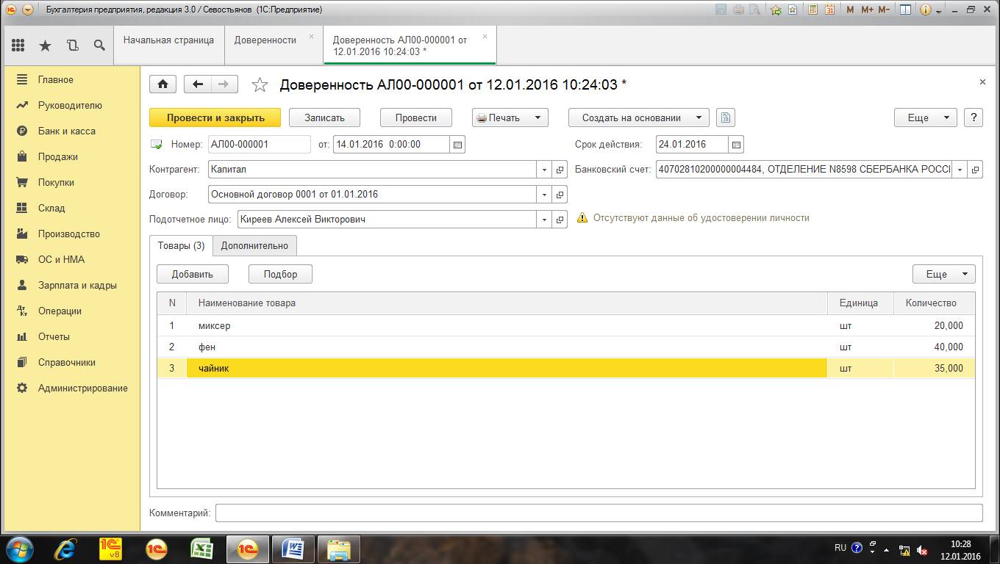 Бухгалтерия предприятия, редакция 3.0 / Севостьянов (1С:Предприятие)
M M+ M-
Начальная страница
Доверенности
Доверенность АЛ00-000001 от
12.01.2016 10:24:03 *
Главное
Руководителю
Банк и касса
Продажи
Покупки
Склад
Производство
ОС и НМА
Зарплата и кадры
Операции
Отчеты
Справочники
Администрирование
Доверенность АЛ00-000001 от 12.01.2016 10:24:03 *
Провести и закрыть Записать Провести Печать Создать на основании Еще ?
Номер: АЛ00-000001 от: 14.01.2016 0:00:00 Срок действия: 24.01.2016
Контрагент: Капитал Банковский счет: 40702810200000004484, ОТДЕЛЕНИЕ N8598 СБЕРБАНКА РОССІ
Договор: Основной договор 0001 от 01.01.2016
Подотчетное лицо: Киреев Алексей Викторович Отсутствуют данные об удостоверении личности
Товары (3) Дополнительно
Добавить Подбор Еще
N Наименование товара Единица Количество
1 миксер шт 20,000
2 фен шт 40,000
3 чайник шт 35,000
Комментарий:
RU 10:28
12.01.2016